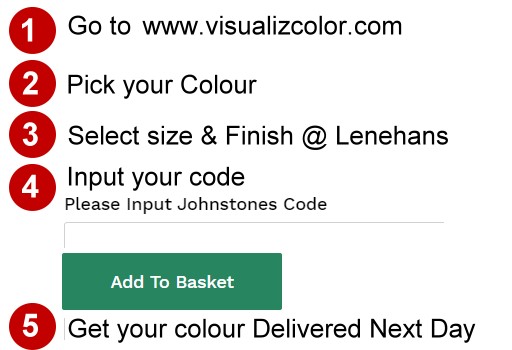 1 Go to www.visualizcolor.com
2 Pick your Colour
3 Select size & Finish @ Lenehans
4 Input your code
Please Input Johnstones Code
Add To Basket
5 Get your colour Delivered Next Day